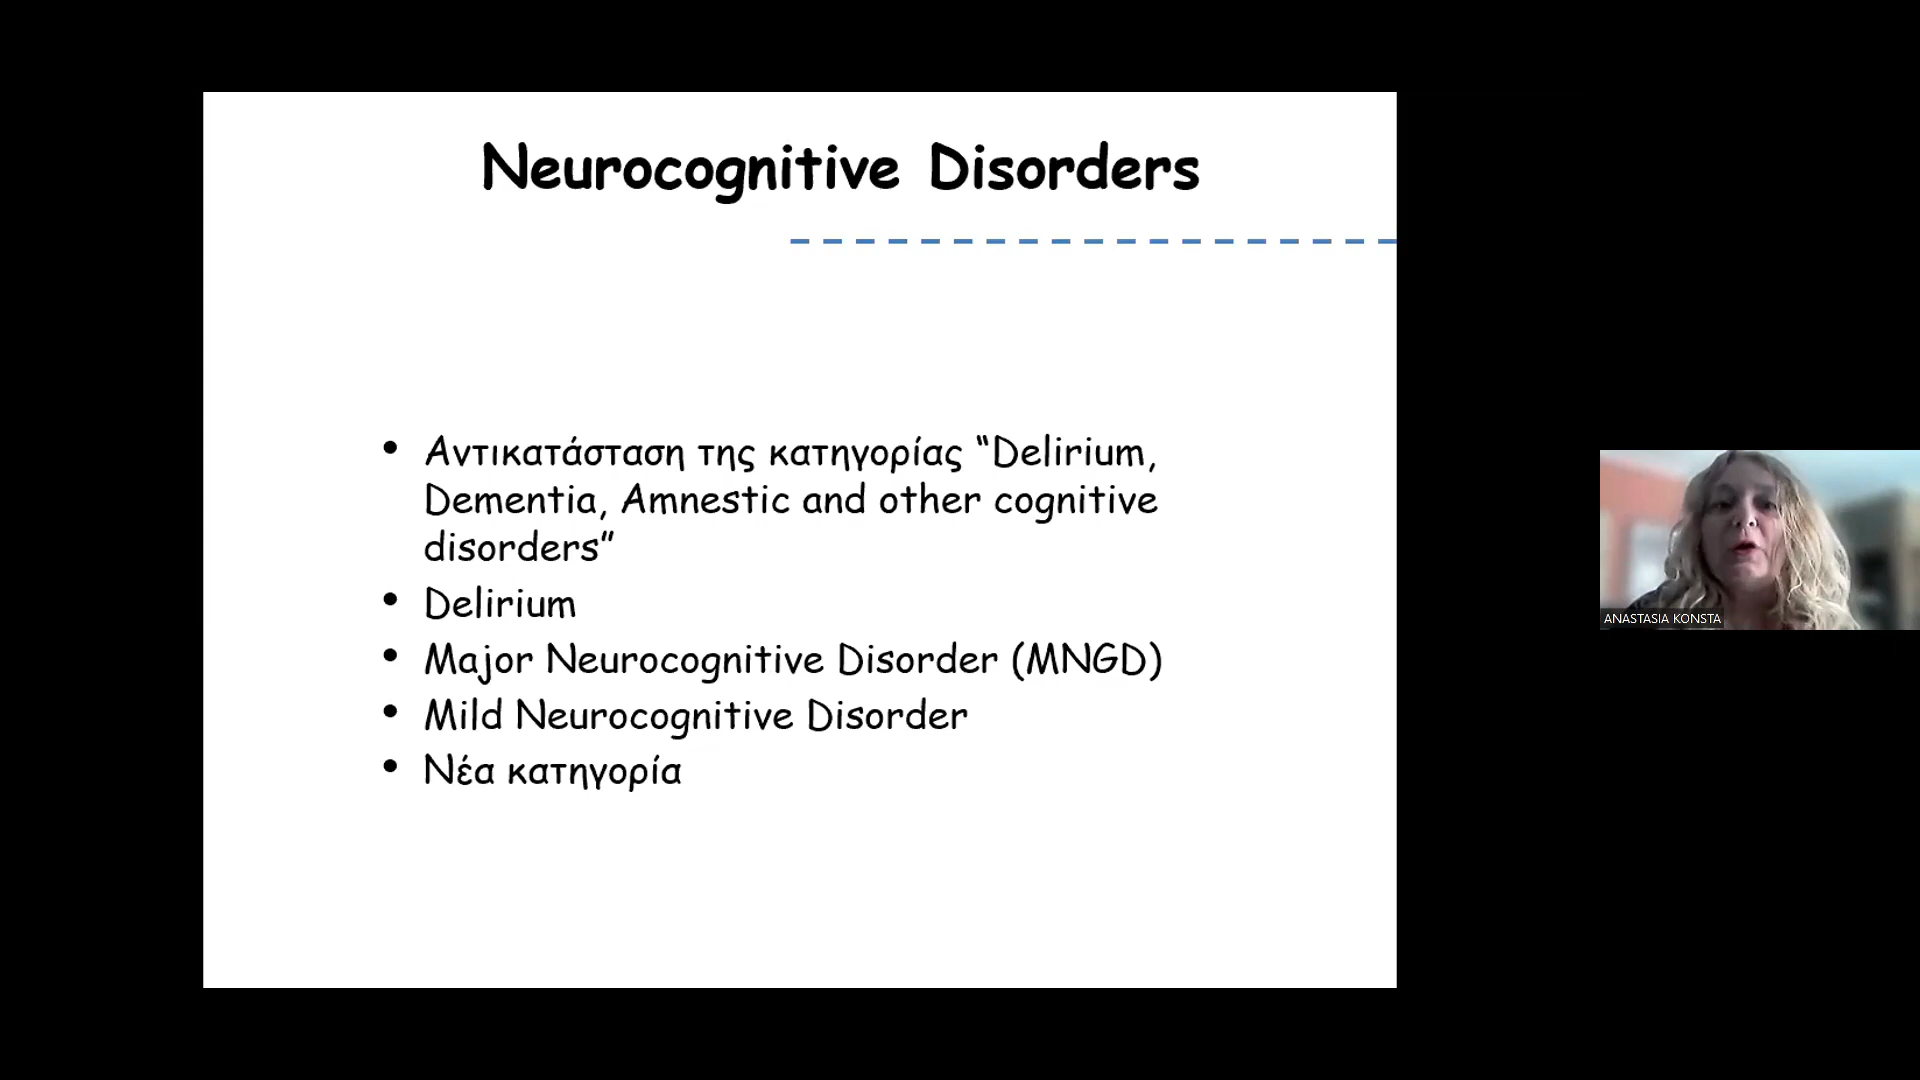 Neurocognitive Disorders
• Αντικατάσταση της κατηγορίας “Delirium,
Dementia, Amnestic and other cognitive
disorders”
• Delirium
• Major Neurocognitive Disorder (MNGD)
• Mild Neurocognitive Disorder
• Νέα κατηγορία
ANASTASIA KONSTA